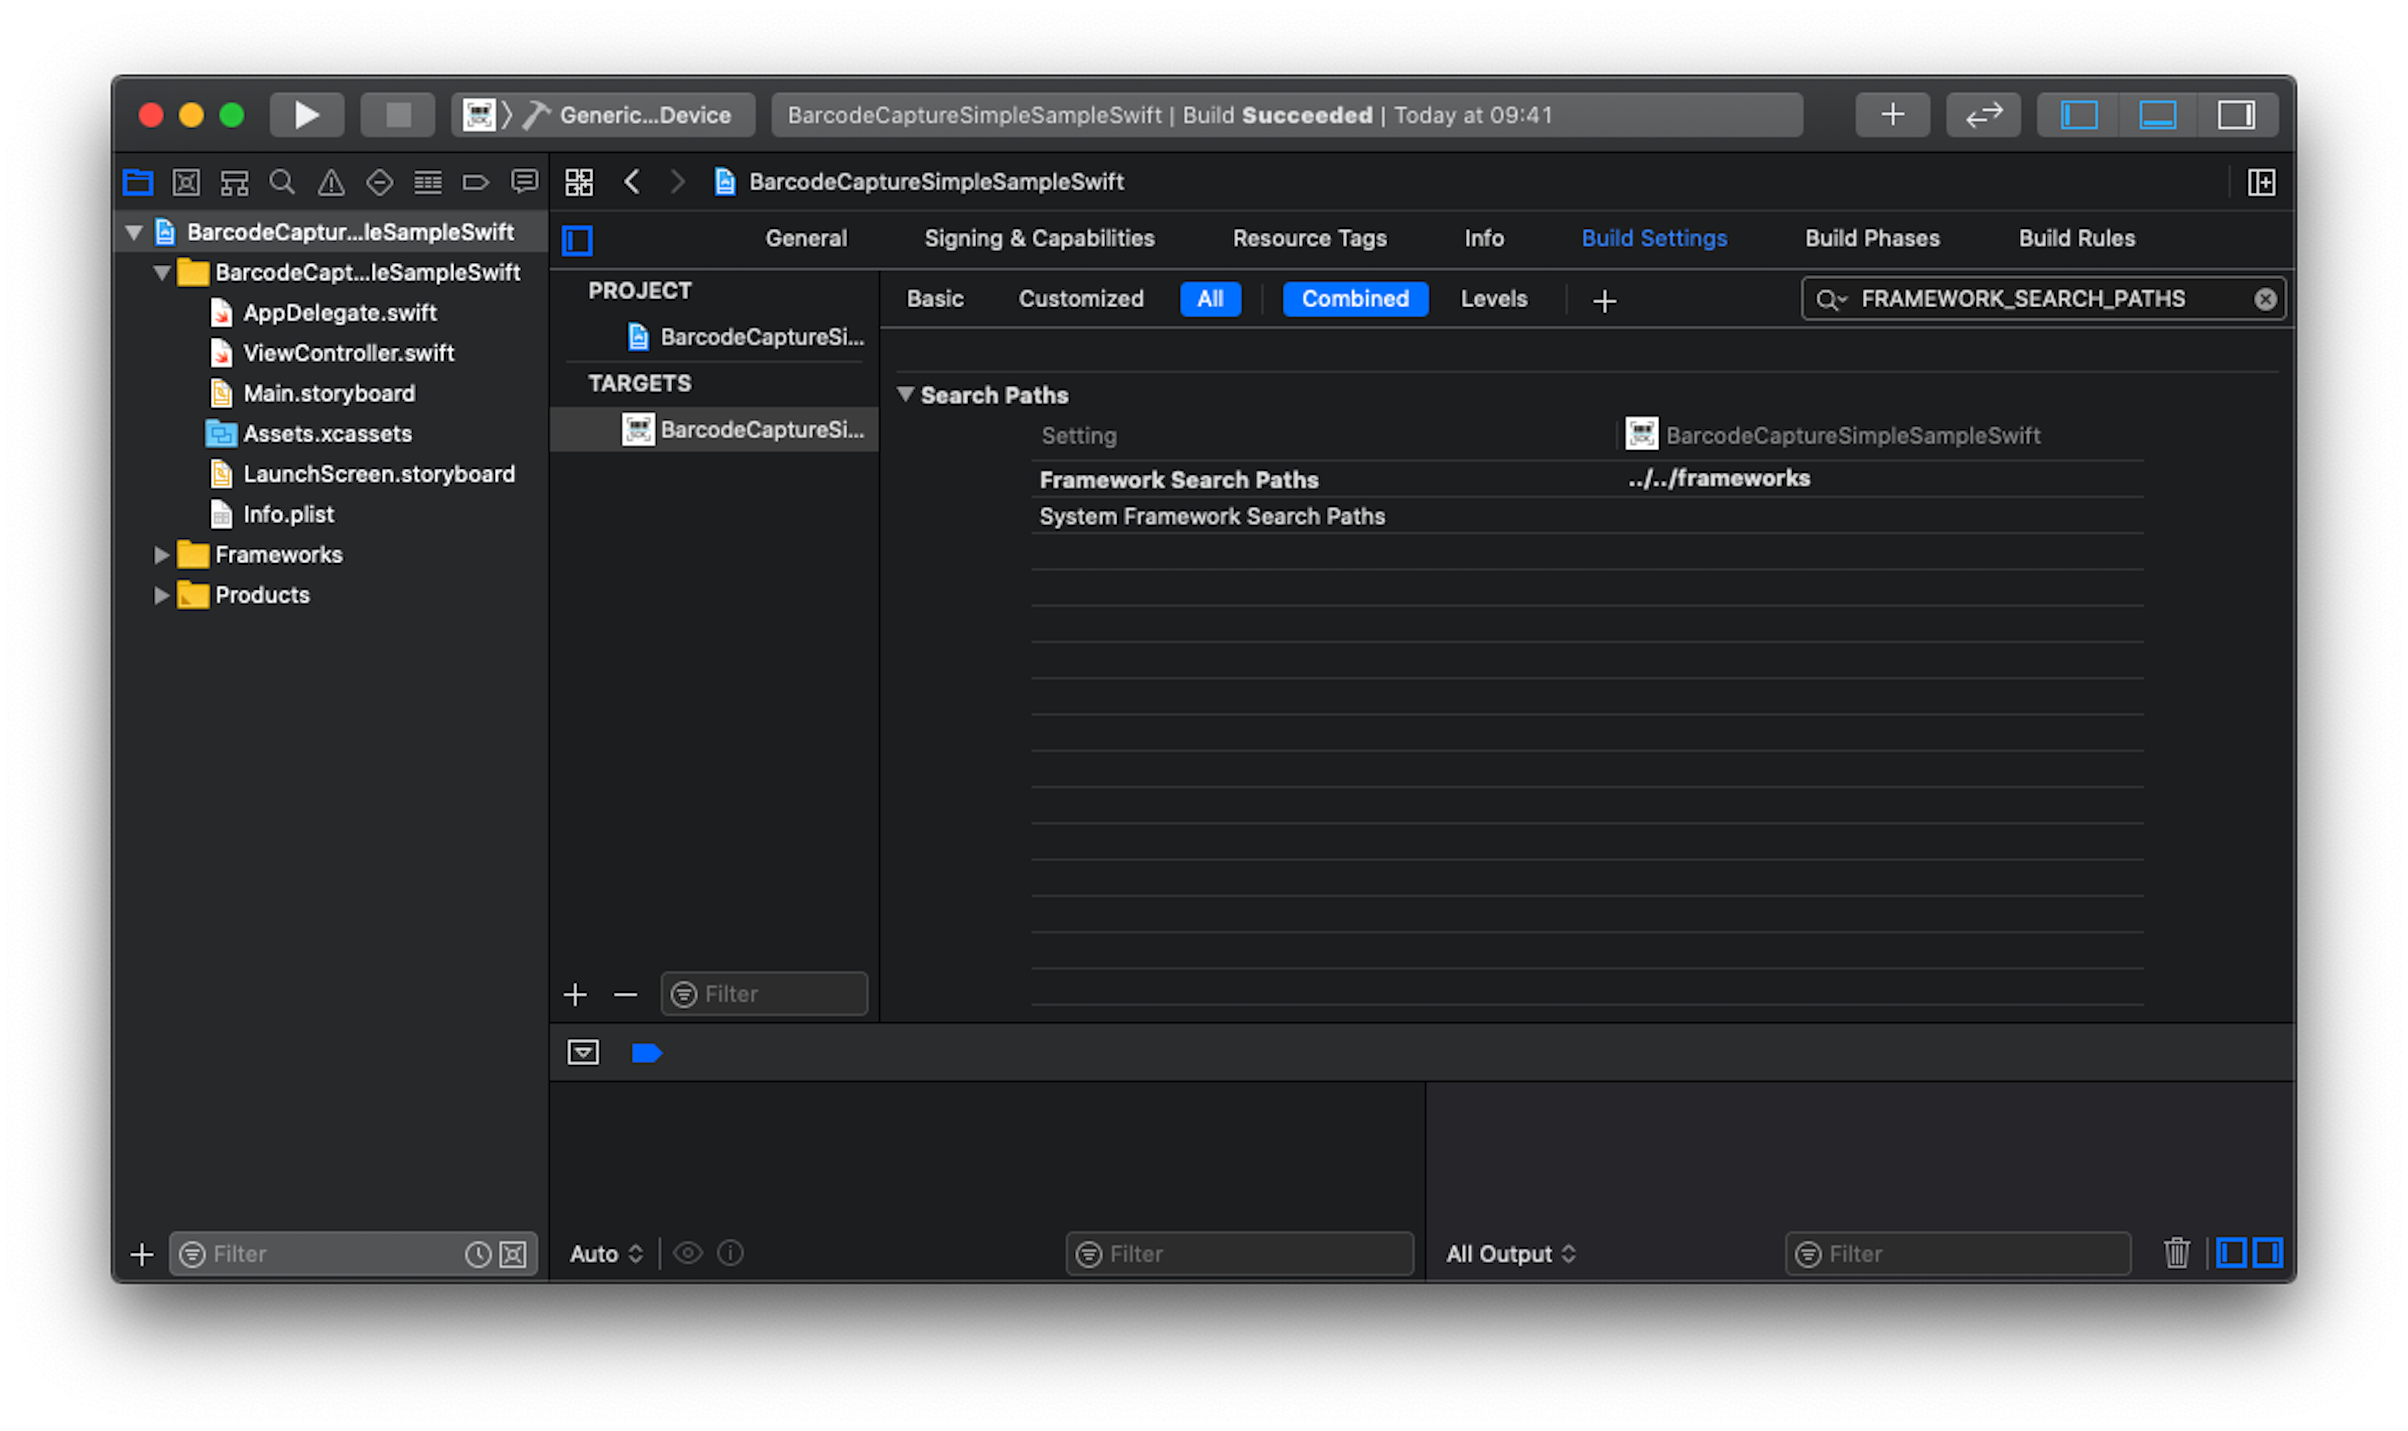 Generic...Device
BarcodeCaptureSimpleSampleSwift | Build Succeeded | Today at 09:41
BarcodeCaptureSimpleSampleSwift
BarcodeCaptur...leSampleSwift
BarcodeCapt...leSampleSwift
AppDelegate.swift
ViewController.swift
Main.storyboard
Assets.xcassets
LaunchScreen.storyboard
Info.plist
Frameworks
Products
General Signing & Capabilities Resource Tags Info Build Settings Build Phases Build Rules
PROJECT
BarcodeCaptureSi...
TARGETS
BarcodeCaptureSi...
Basic Customized All Combined Levels FRAMEWORK_SEARCH_PATHS
Search Paths
Setting BarcodeCaptureSimpleSampleSwift
Framework Search Paths ../../frameworks
System Framework Search Paths
Filter
Filter
Auto Filter
All Output Filter